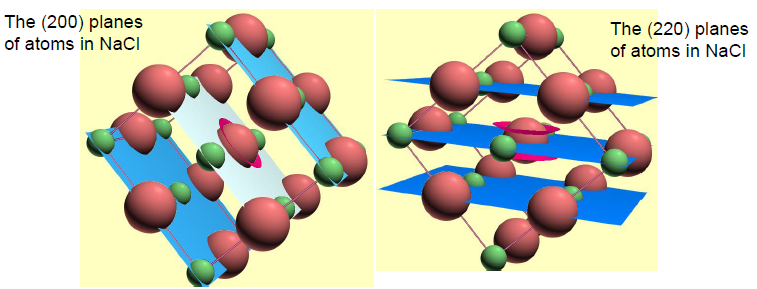 The (200) planes
of atoms in NaCl
The (220) planes
of atoms in NaCl